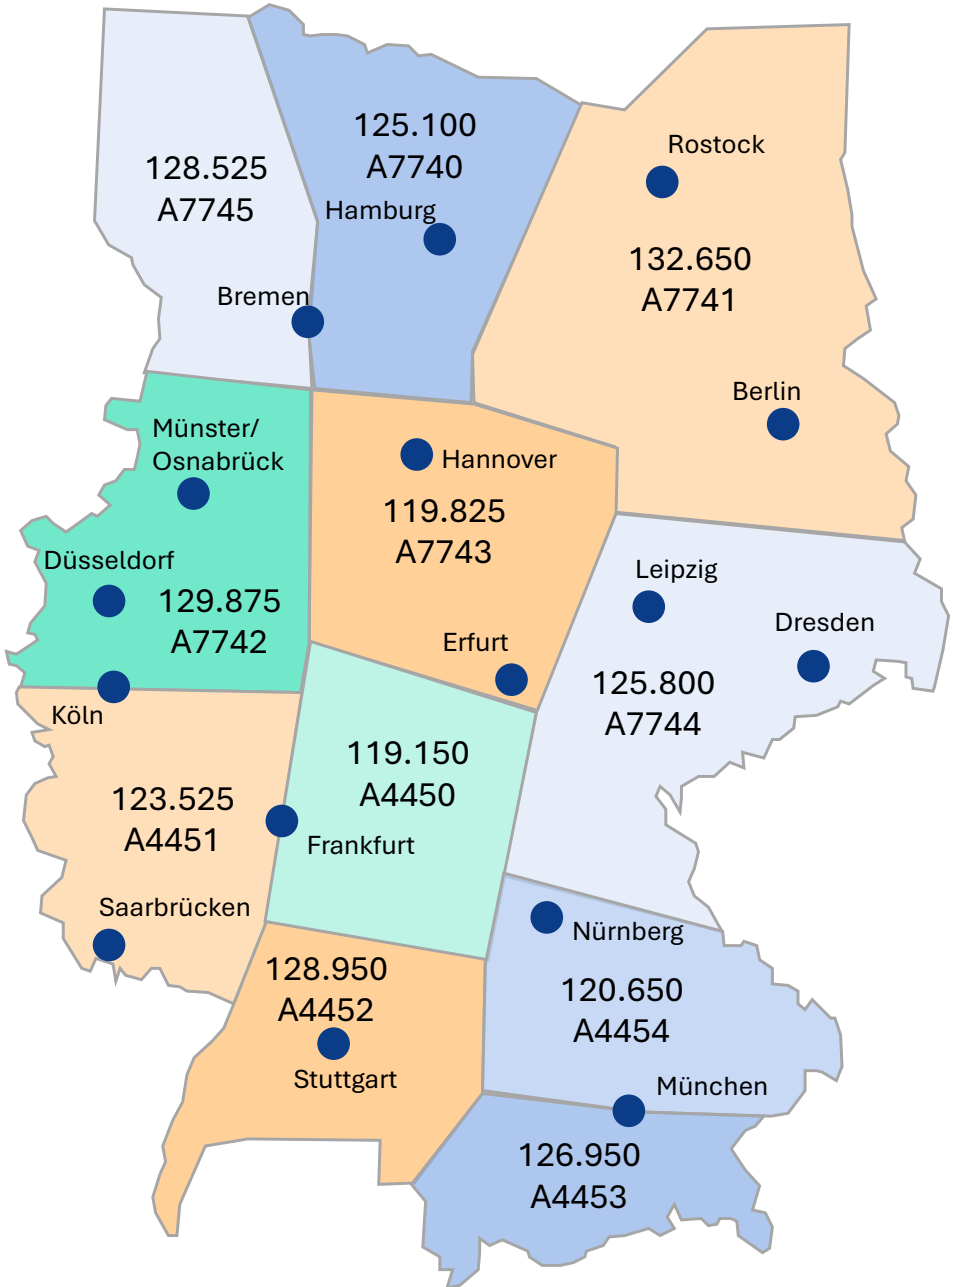 125.100
A7740
Rostock
128.525
A7745
Hamburg
132.650
A7741
Bremen
Berlin
Münster/
Osnabrück
Hannover
119.825
A7743
Düsseldorf
129.875
A7742
Leipzig
Dresden
Erfurt
125.800
A7744
Köln
119.150
A4450
123.525
A4451
Frankfurt
Saarbrücken
Nürnberg
128.950
A4452
120.650
A4454
Stuttgart
München
126.950
A4453